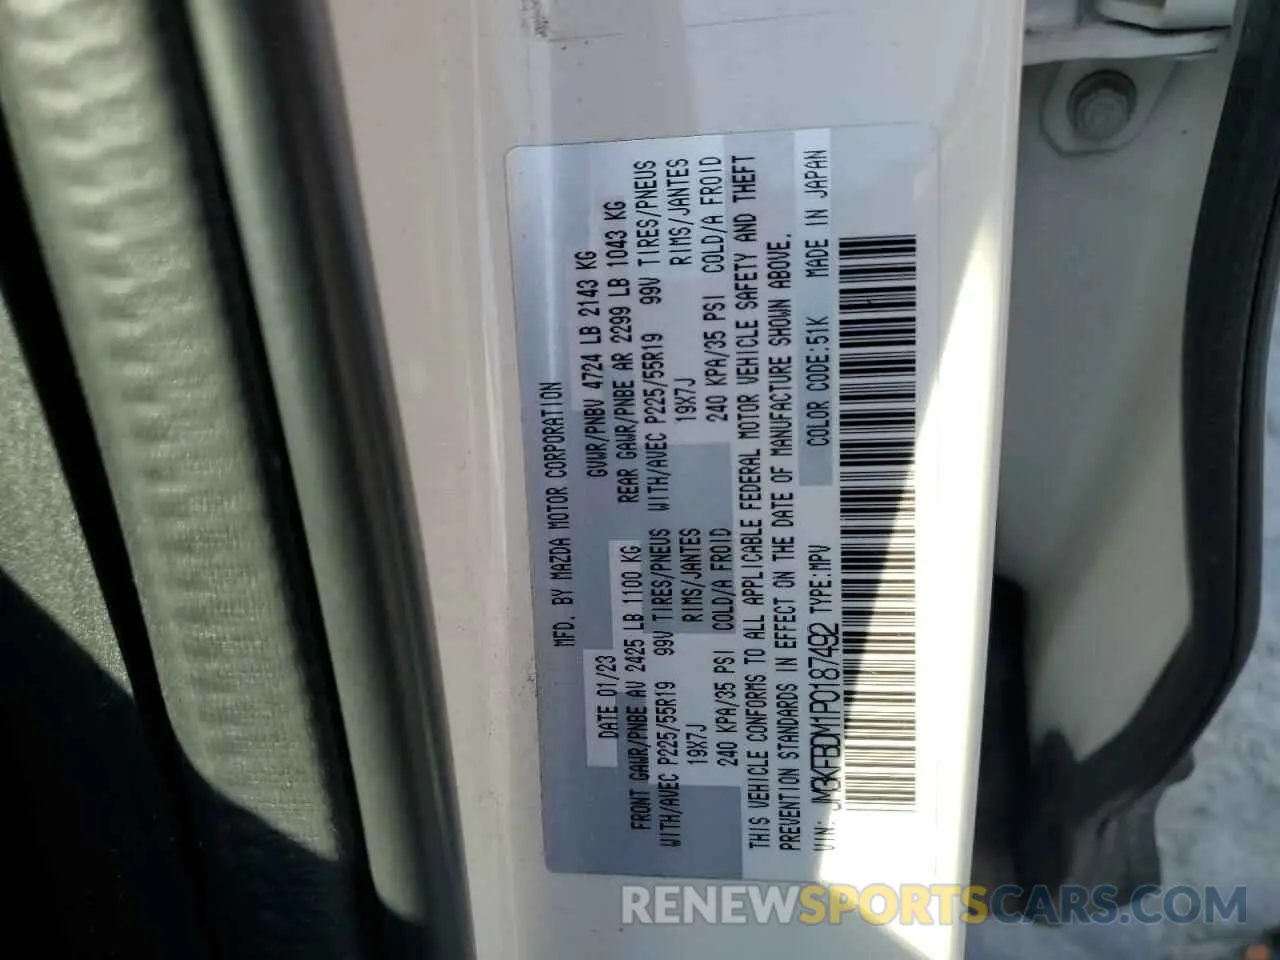 MFD. BY MAZDA MOTOR CORPORATION
DATE 01/23 GVWR/PNBV 4724 LB 2143 KG
FRONT GAWR/PNBE AV 2425 LB 1100 KG REAR GAWR/PNBE AR 2299 LB 1043 KG
WITH/AVEC P225/55R19 99V TIRES/PNEUS WITH/AVEC P225/55R19 99V TIRES/PNEUS
19X7J RIMS/JANTES 19X7J RIMS/JANTES
240 KPA/35 PSI COLD/A FROID 240 KPA/35 PSI COLD/A FROID
THIS VEHICLE CONFORMS TO ALL APPLICABLE FEDERAL MOTOR VEHICLE SAFETY AND THEFT
PREVENTION STANDARDS IN EFFECT ON THE DATE OF MANUFACTURE SHOWN ABOVE.
VIN: JM3KFBDM1P0187492 TYPE:MPV COLOR CODE:51K MADE IN JAPAN
RENEWSPORTSCARS.COM